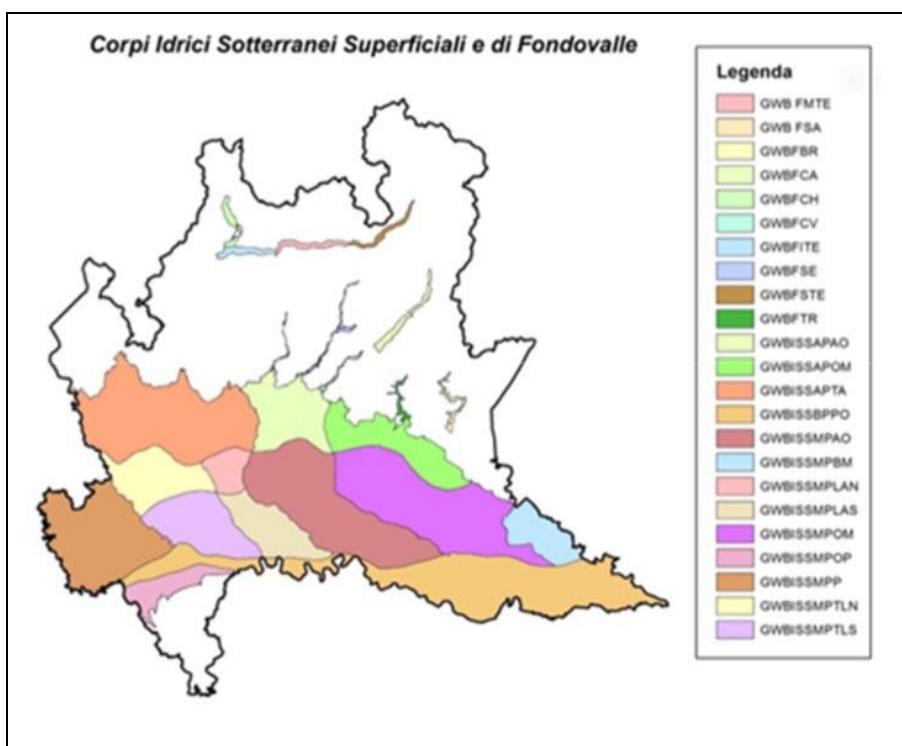 Corpi Idrici Sotterranei Superficiali e di Fondovalle
Legenda
GWB FMTE
GWB FSA
GWBFBR
GWBFCA
GWBFCH
GWBFCV
GWBFITE
GWBFSE
GWBFSTE
GWBFTR
GWBISSAPAO
GWBISSAPOM
GWBISSAPTA
GWBISSBPPO
GWBISSMPAO
GWBISSMPBM
GWBISSMPLAN
GWBISSMPLAS
GWBISSMPOM
GWBISSMPOP
GWBISSMPP
GWBISSMPTLN
GWBISSMPTLS